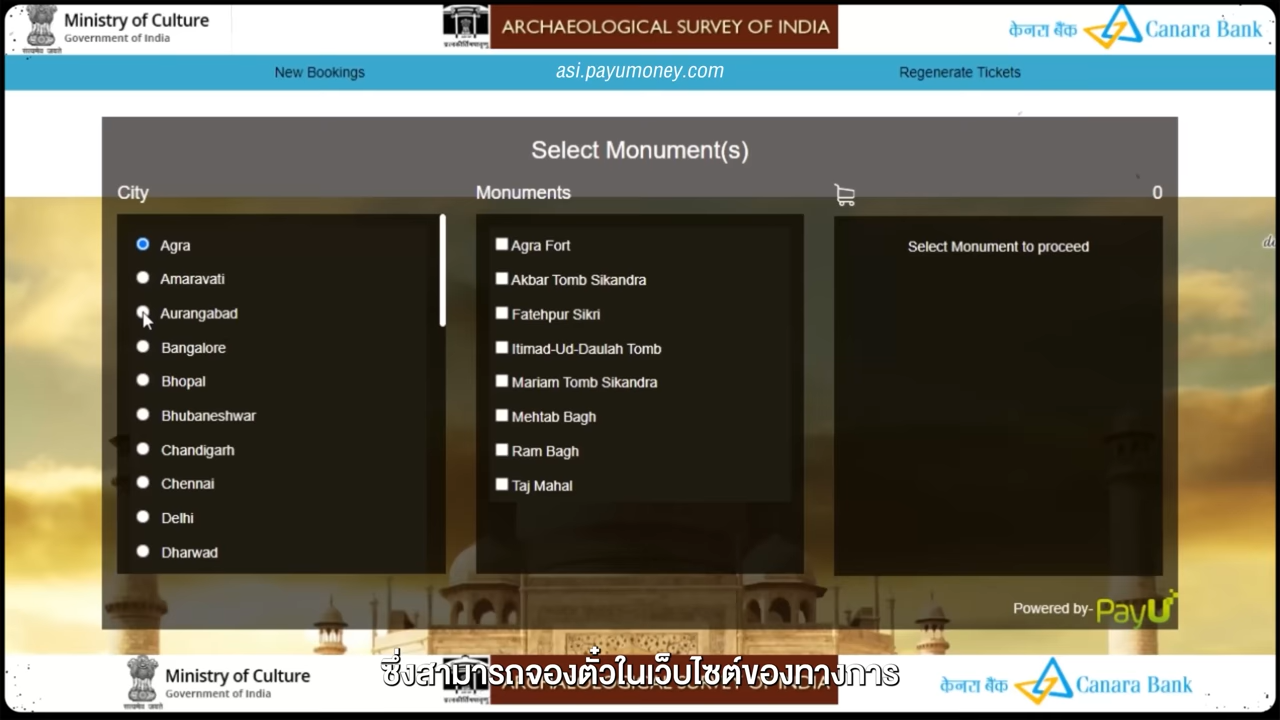 Ministry of Culture
Government of India
ARCHAEOLOGICAL SURVEY OF INDIA
केनरा बैंक Canara Bank
New Bookings
asi.payumoney.com
Regenerate Tickets
Select Monument(s)
City
Monuments
0
Agra
Amaravati
Aurangabad
Bangalore
Bhopal
Bhubaneshwar
Chandigarh
Chennai
Delhi
Dharwad
Agra Fort
Akbar Tomb Sikandra
Fatehpur Sikri
Itimad-Ud-Daulah Tomb
Mariam Tomb Sikandra
Mehtab Bagh
Ram Bagh
Taj Mahal
Select Monument to proceed
Powered by- PayU
Ministry of Culture
Government of India
ARCHAEOLOGICAL SURVEY OF INDIA
केनरा बैंक Canara Bank
ซึ่งสามารถจองตั๋วในเว็บไซต์ของทางการ